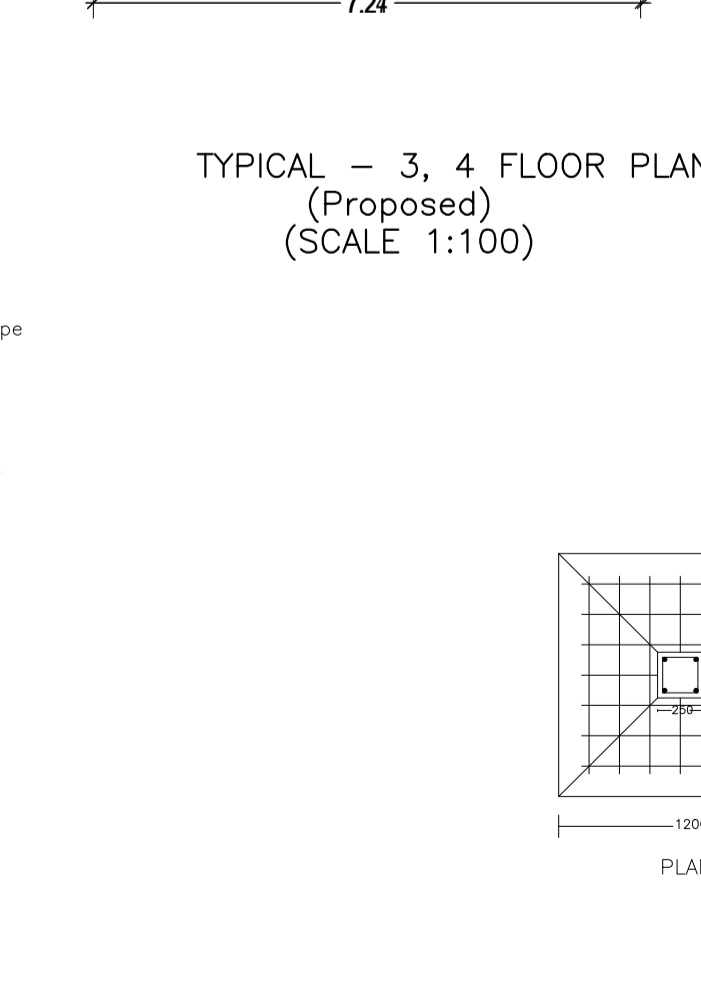 7.24
TYPICAL - 3, 4 FLOOR PLAN
(Proposed)
(SCALE 1:100)
pe
250
120
PLA